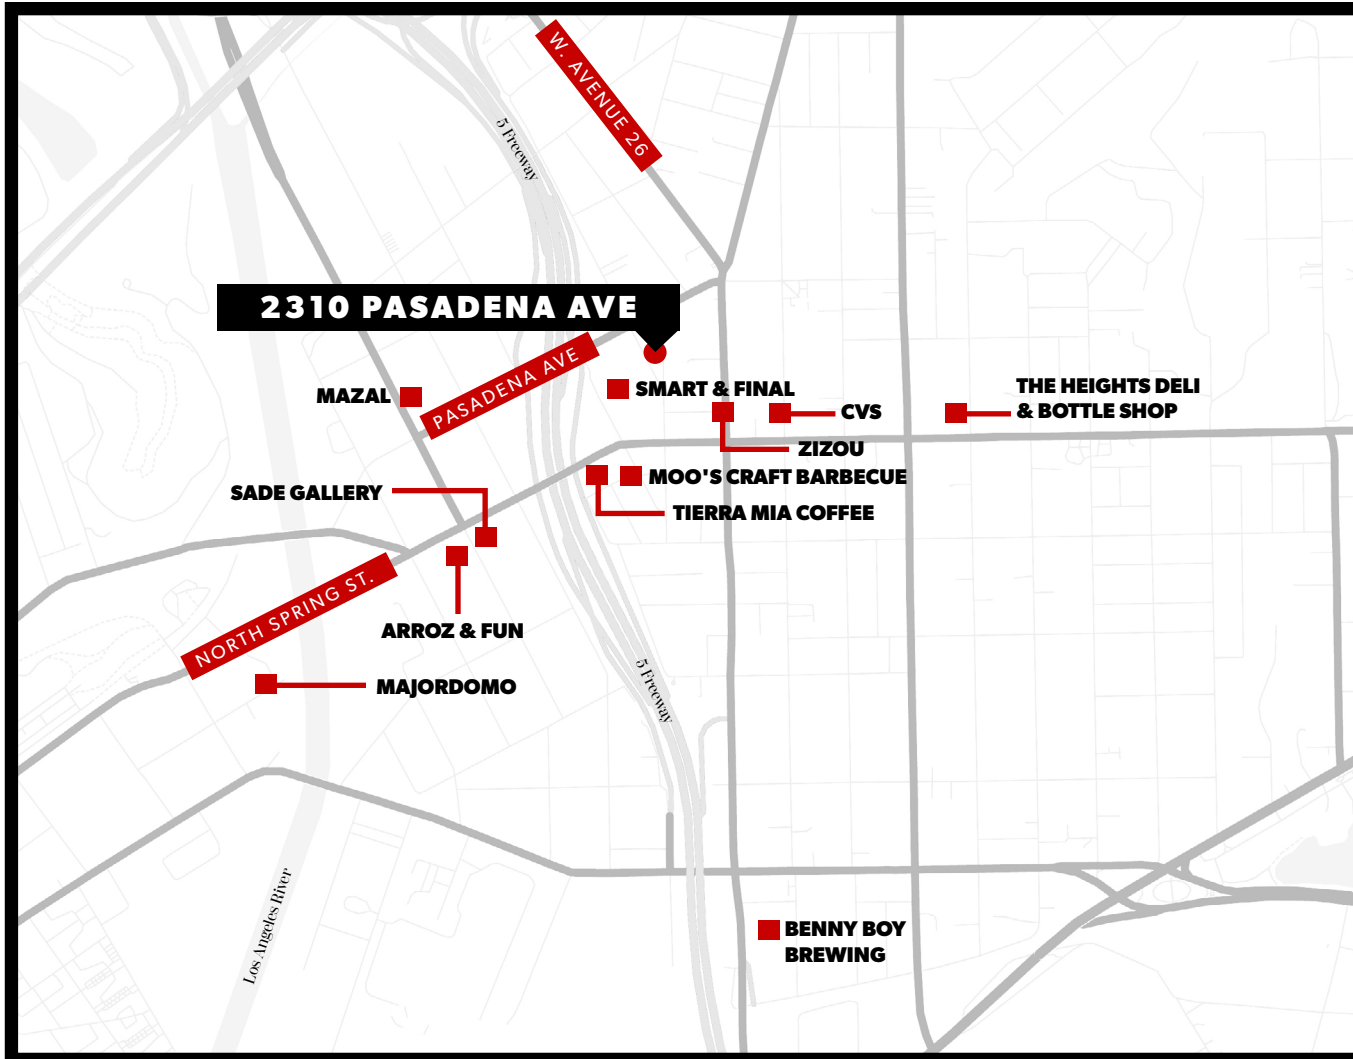 W. AVENUE 26
5 Freeway
2310 PASADENA AVE
PASADENA AVE
MAZAL
SMART & FINAL
CVS
THE HEIGHTS DELI
& BOTTLE SHOP
ZIZOU
MOO'S CRAFT BARBECUE
SADE GALLERY
TIERRA MIA COFFEE
NORTH SPRING ST.
ARROZ & FUN
MAJORDOMO
5 Freeway
Los Angeles River
BENNY BOY
BREWING